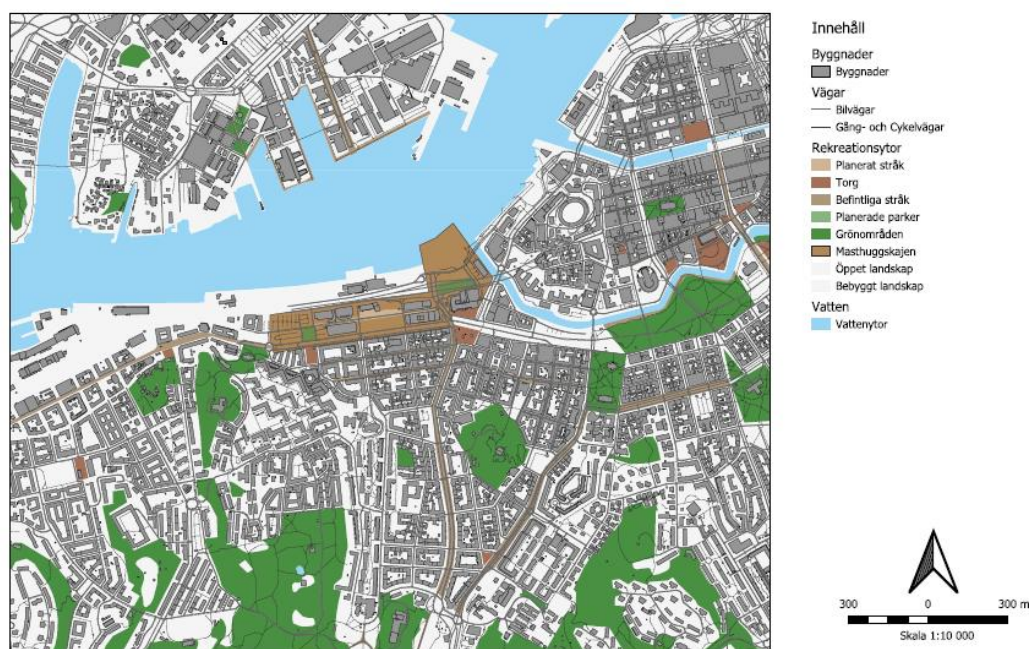 Innehåll
Byggnader
Byggnader
Vägar
Bilvägar
Gång- och Cykelvägar
Rekreationsytor
Planerat stråk
Torg
Befintliga stråk
Planerade parker
Grönområden
Masthuggskajen
Öppet landskap
Bebyggt landskap
Vatten
Vattenytor
300 0 300 m
Skala 1:10 000